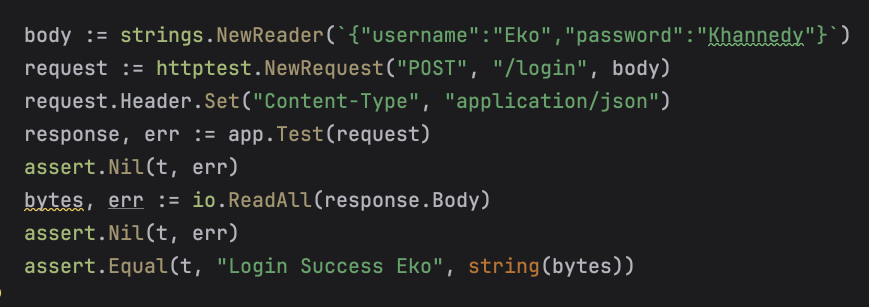 body := strings.NewReader(`{"username":"Eko","password":"Khannedy"}`)
request := httptest.NewRequest("POST", "/login", body)
request.Header.Set("Content-Type", "application/json")
response, err := app.Test(request)
assert.Nil(t, err)
bytes, err := io.ReadAll(response.Body)
assert.Nil(t, err)
assert.Equal(t, "Login Success Eko", string(bytes))